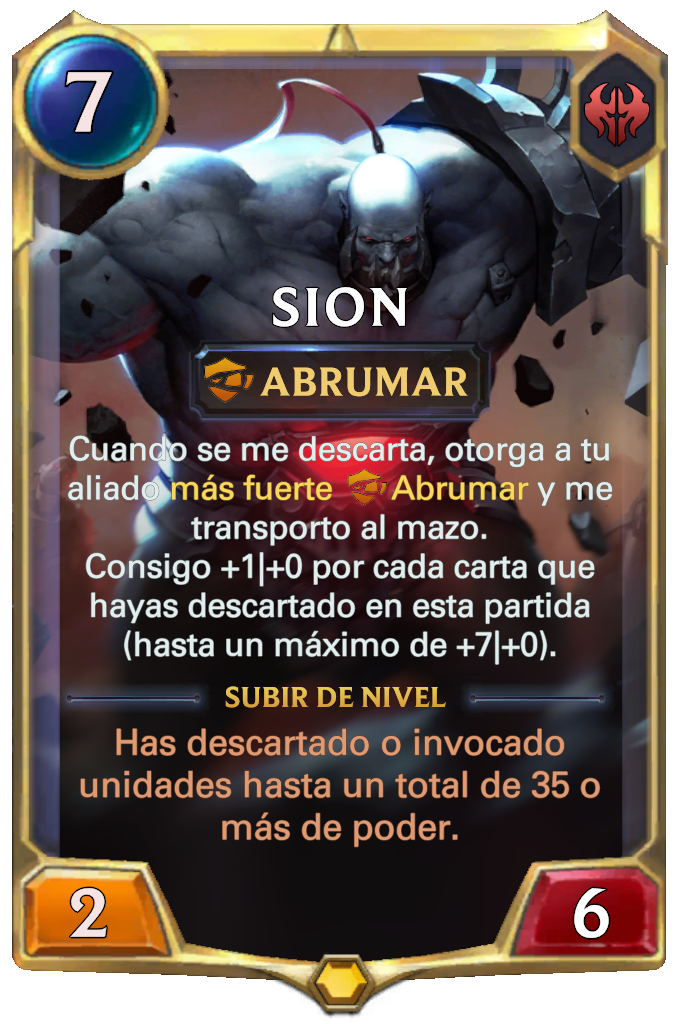 7
SION
ABRUMAR
Cuando se me descarta, otorga a tu
aliado más fuerte Abrumar y me
transporto al mazo.
Consigo +1|+0 por cada carta que
hayas descartado en esta partida
(hasta un máximo de +7|+0).
SUBIR DE NIVEL
Has descartado o invocado
unidades hasta un total de 35 o
más de poder.
2
6